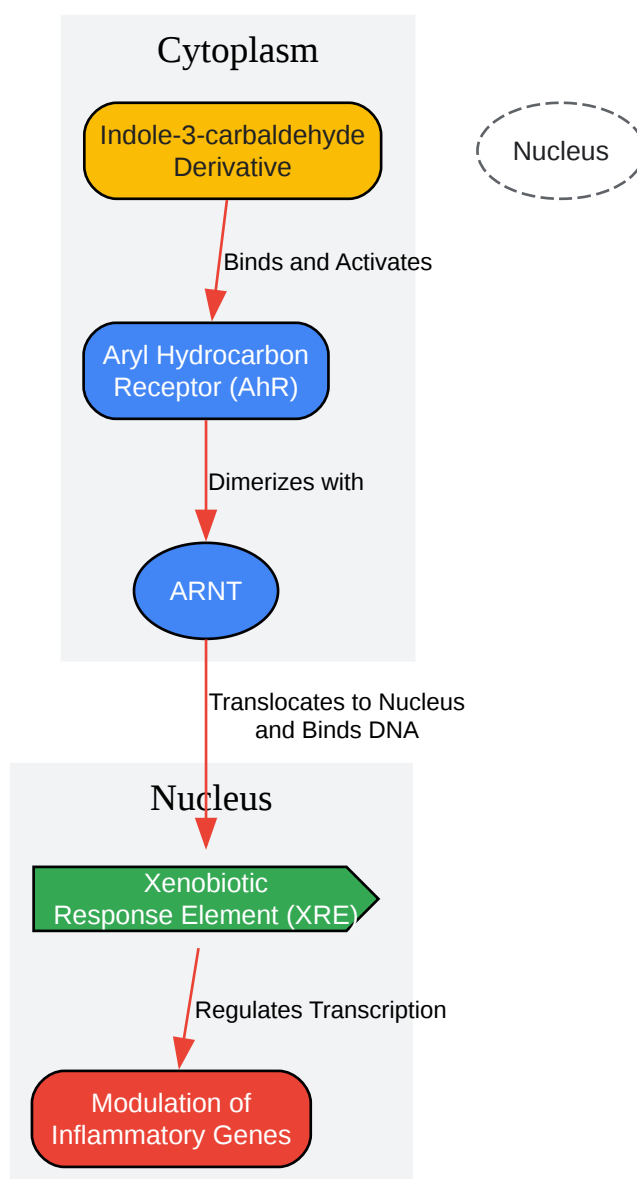 Cytoplasm
Indole-3-carbaldehyde
Derivative
Nucleus
Binds and Activates
Aryl Hydrocarbon
Receptor (AhR)
Dimerizes with
ARNT
Translocates to Nucleus
and Binds DNA
Nucleus
Xenobiotic
Response Element (XRE)
Regulates Transcription
Modulation of
Inflammatory Genes